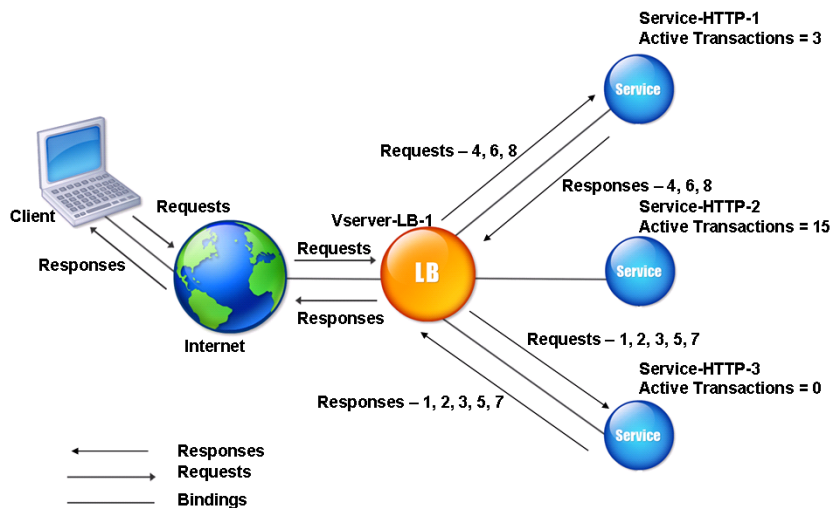 Service-HTTP-1
Active Transactions = 3
Service
Requests – 4, 6, 8
Responses – 4, 6, 8
Client
Requests
Responses
Internet
Vserver-LB-1
Requests
LB
Responses
Service-HTTP-2
Active Transactions = 15
Service
Requests – 1, 2, 3, 5, 7
Responses – 1, 2, 3, 5, 7
Service-HTTP-3
Active Transactions = 0
Service
Responses
Requests
Bindings